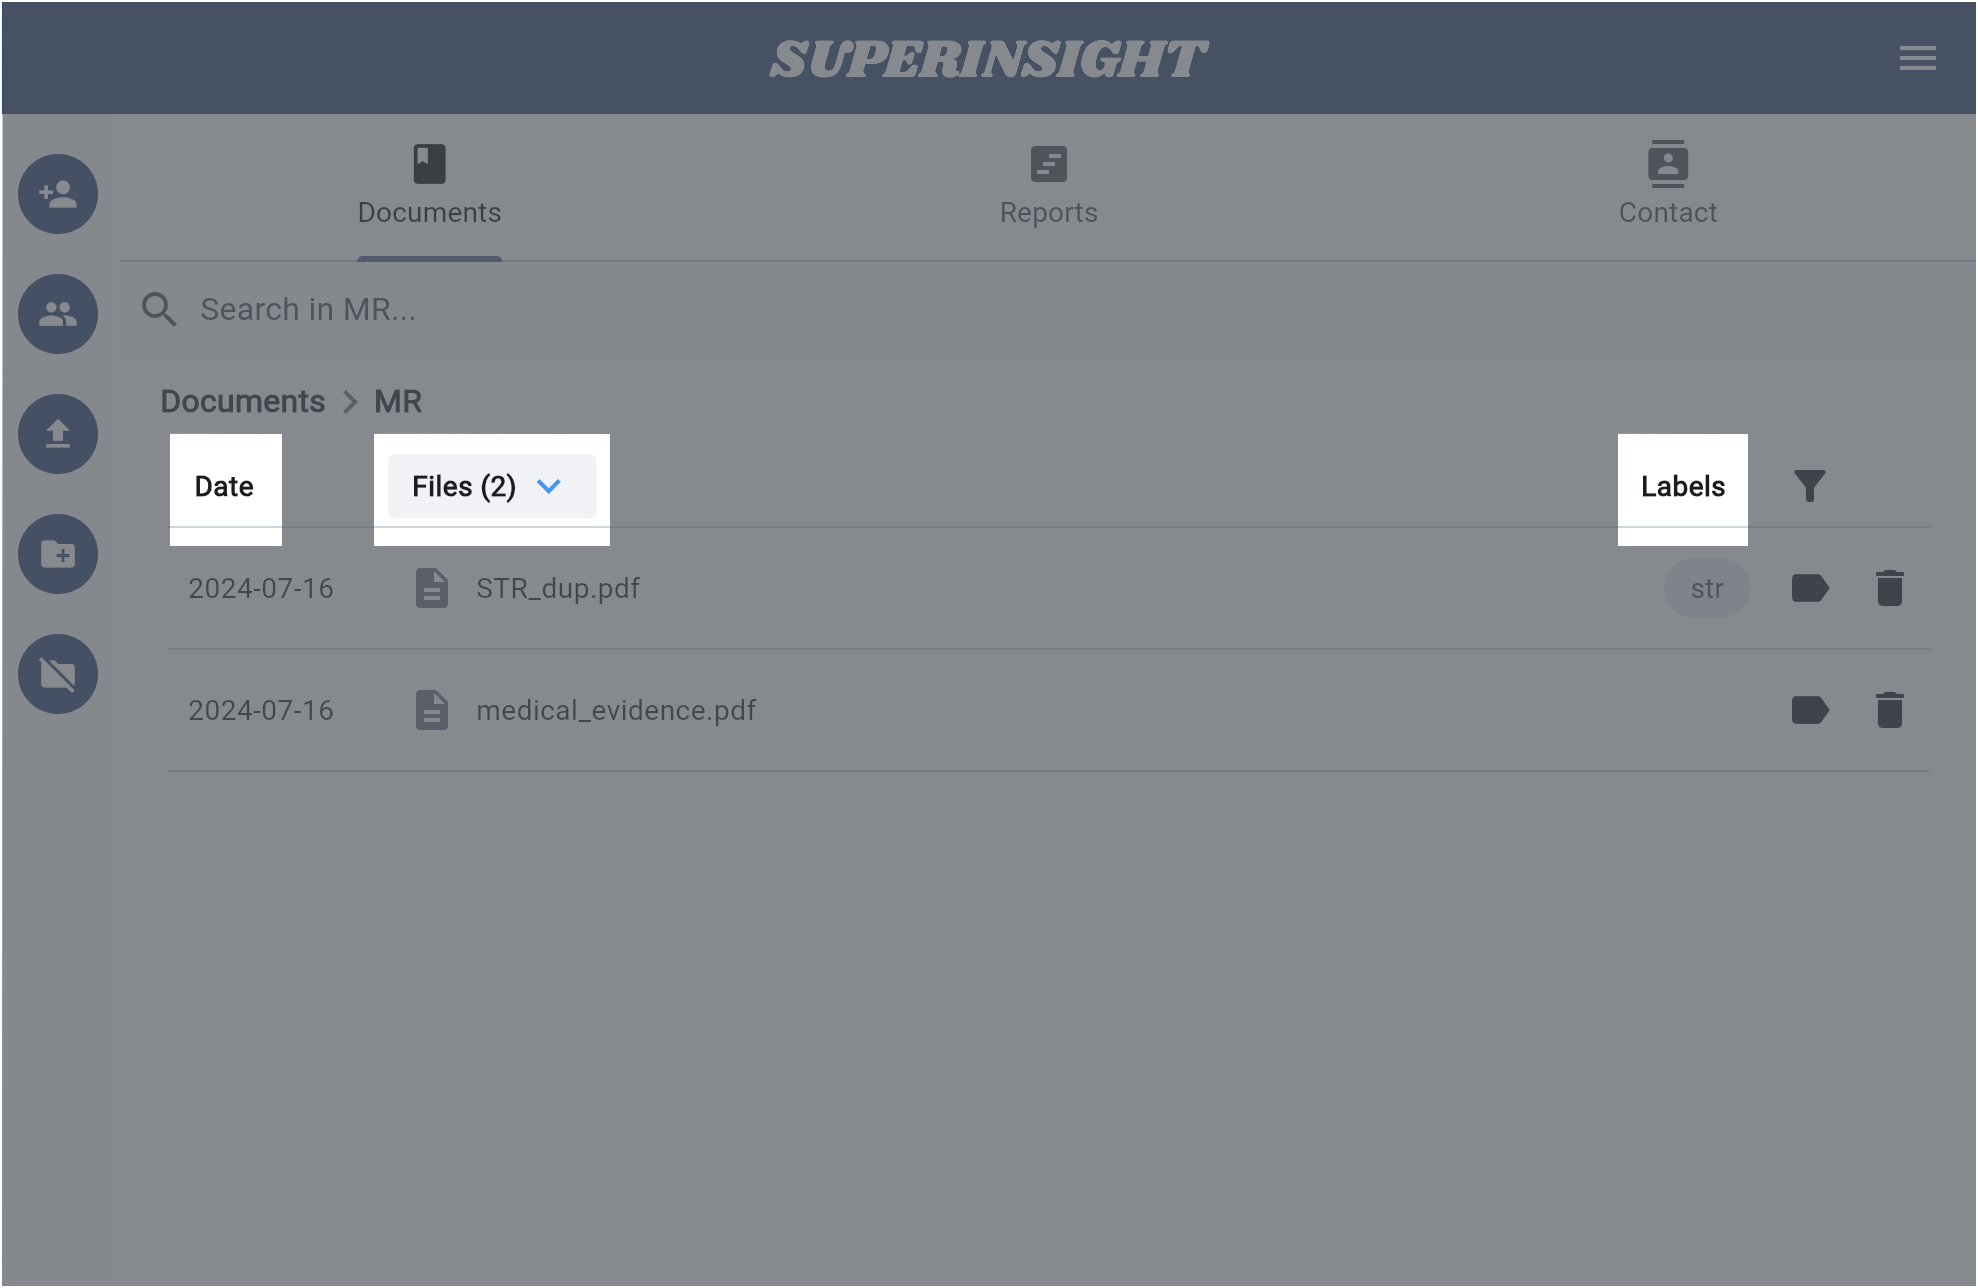 SUPERINSIGHT
Documents Reports Contact
Search in MR...
Documents MR
Date Files (2) Labels
2024-07-16 STR_dup.pdf str
2024-07-16 medical_evidence.pdf